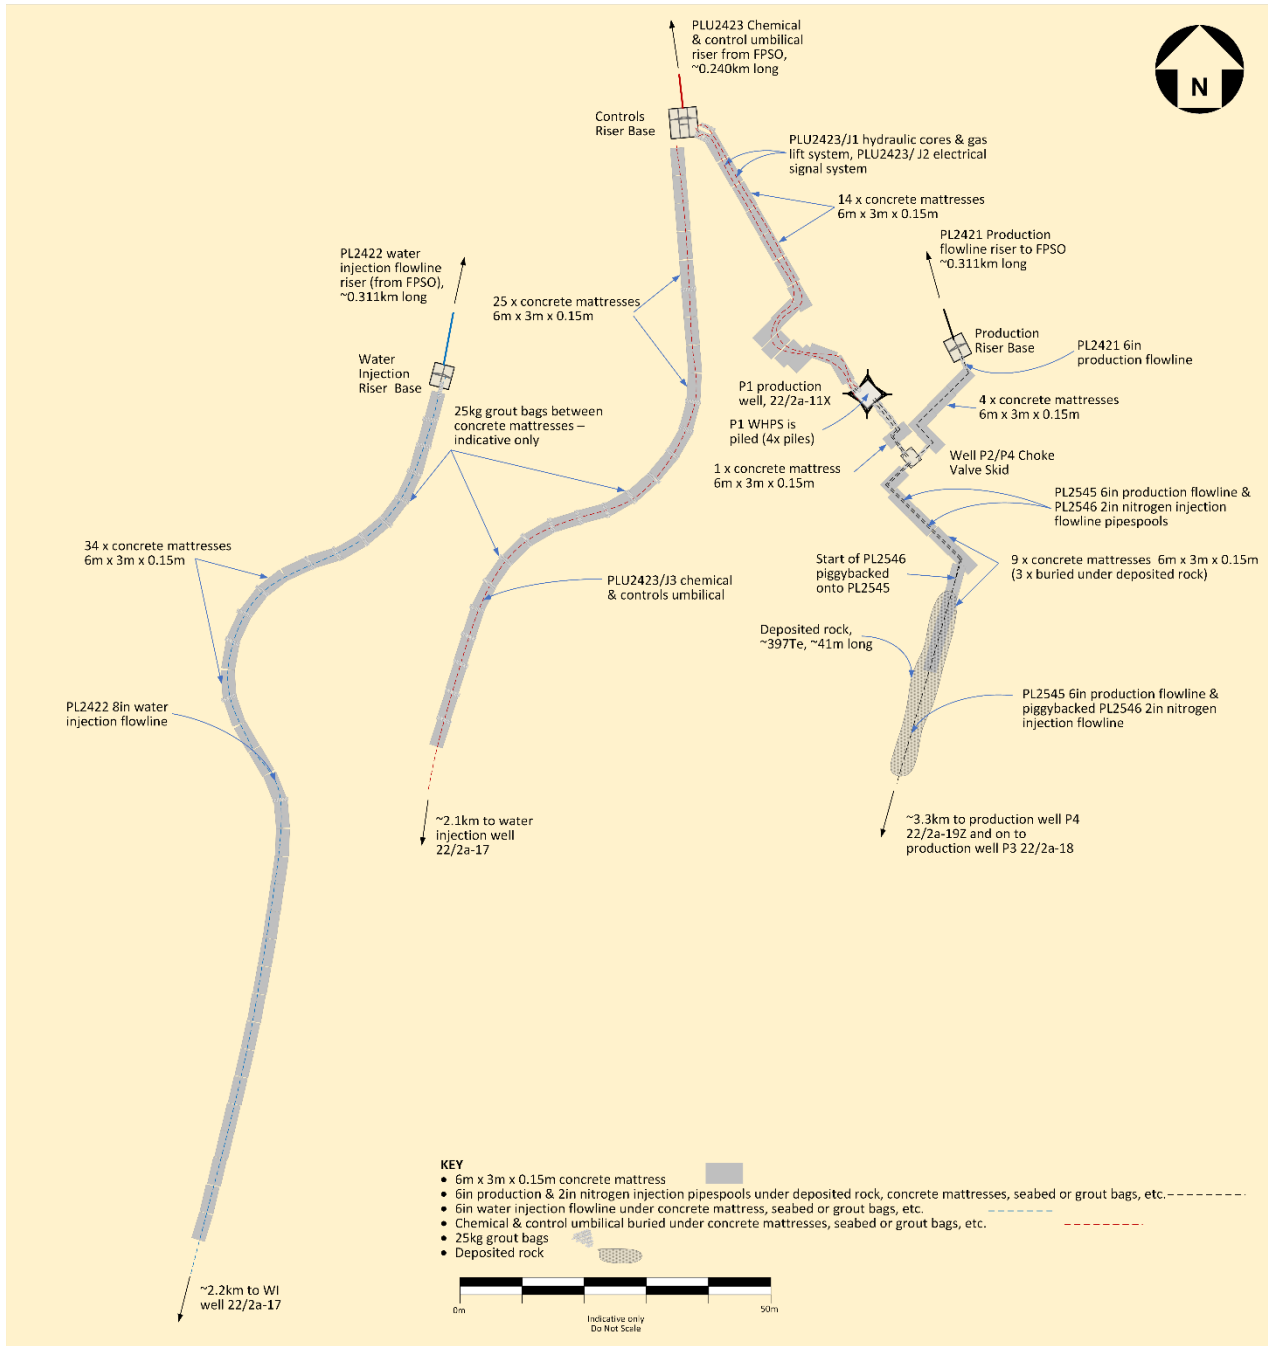 PLU2423 Chemical
& control umbilical
riser from FPSO,
~0.240km long
N
Controls
Riser Base
PLU2423/J1 hydraulic cores & gas
lift system, PLU2423/ J2 electrical
signal system
14 x concrete mattresses
6m x 3m x 0.15m
PL2421 Production
flowline riser to FPSO
~0.311km long
PL2422 water
injection flowline
riser (from FPSO),
~0.311km long
25 x concrete mattresses
6m x 3m x 0.15m
Production
Riser Base
PL2421 6in
production flowline
Water
Injection
Riser Base
P1 production
well, 22/2a-11X
4 x concrete mattresses
6m x 3m x 0.15m
25kg grout bags between
concrete mattresses –
indicative only
P1 WHPS is
piled (4x piles)
Well P2/P4 Choke
Valve Skid
1 x concrete mattress
6m x 3m x 0.15m
PL2545 6in production flowline &
PL2546 2in nitrogen injection
flowline pipespools
34 x concrete mattresses
6m x 3m x 0.15m
Start of PL2546
piggybacked
onto PL2545
9 x concrete mattresses 6m x 3m x 0.15m
(3 x buried under deposited rock)
PLU2423/J3 chemical
& controls umbilical
Deposited rock,
~397Te, ~41m long
PL2422 8in water
injection flowline
PL2545 6in production flowline &
piggybacked PL2546 2in nitrogen
injection flowline
~2.1km to water
injection well
22/2a-17
~3.3km to production well P4
22/2a-19Z and on to
production well P3 22/2a-18
KEY
• 6m x 3m x 0.15m concrete mattress
• 6in production & 2in nitrogen injection pipespools under deposited rock, concrete mattresses, seabed or grout bags, etc.
• 6in water injection flowline under concrete mattress, seabed or grout bags, etc.
• Chemical & control umbilical buried under concrete mattresses, seabed or grout bags, etc.
• 25kg grout bags
• Deposited rock
~2.2km to WI
well 22/2a-17
0m
50m
Indicative only
Do Not Scale